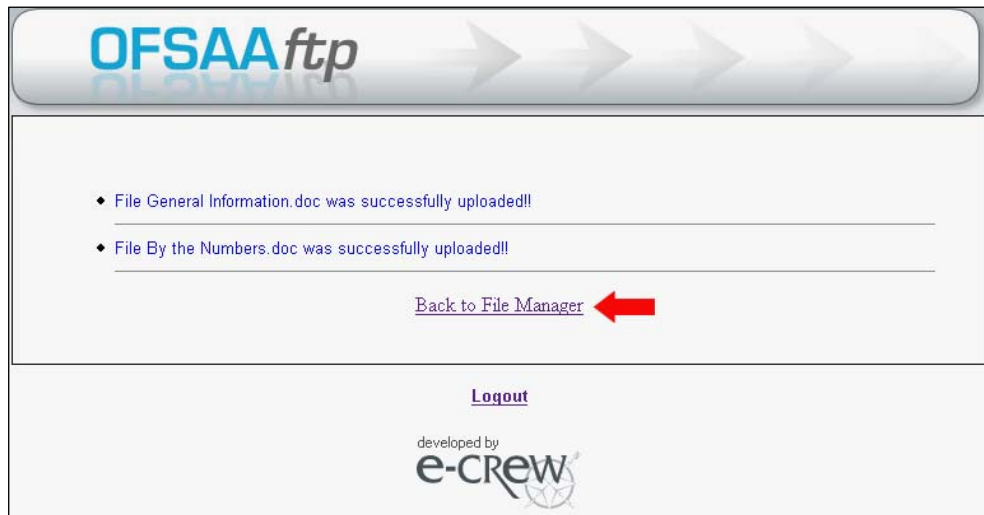 OFSAAftp
File General Information.doc was successfully uploaded!!
File By the Numbers.doc was successfully uploaded!!
Back to File Manager
Logout
developed by
e-CREW